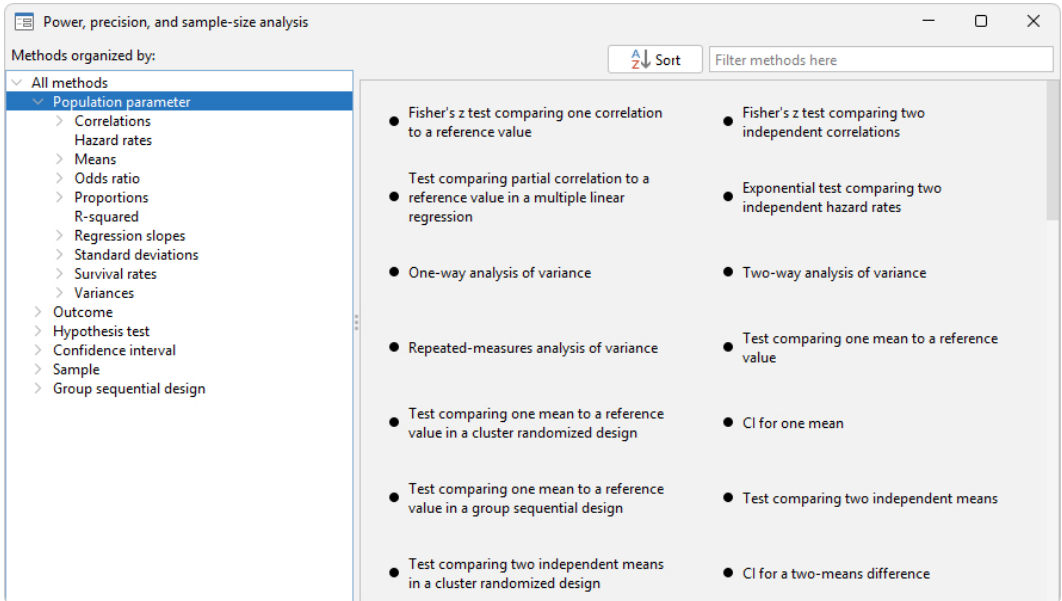 Power, precision, and sample-size analysis
Methods organized by:
Sort
Filter methods here
All methods
Population parameter
Correlations
Hazard rates
Means
Odds ratio
Proportions
R-squared
Regression slopes
Standard deviations
Survival rates
Variances
Outcome
Hypothesis test
Confidence interval
Sample
Group sequential design
Fisher's z test comparing one correlation
to a reference value
Fisher's z test comparing two
independent correlations
Test comparing partial correlation to a
reference value in a multiple linear
regression
Exponential test comparing two
independent hazard rates
One-way analysis of variance
Two-way analysis of variance
Repeated-measures analysis of variance
Test comparing one mean to a reference
value
Test comparing one mean to a reference
value in a cluster randomized design
CI for one mean
Test comparing one mean to a reference
value in a group sequential design
Test comparing two independent means
Test comparing two independent means
in a cluster randomized design
CI for a two-means difference